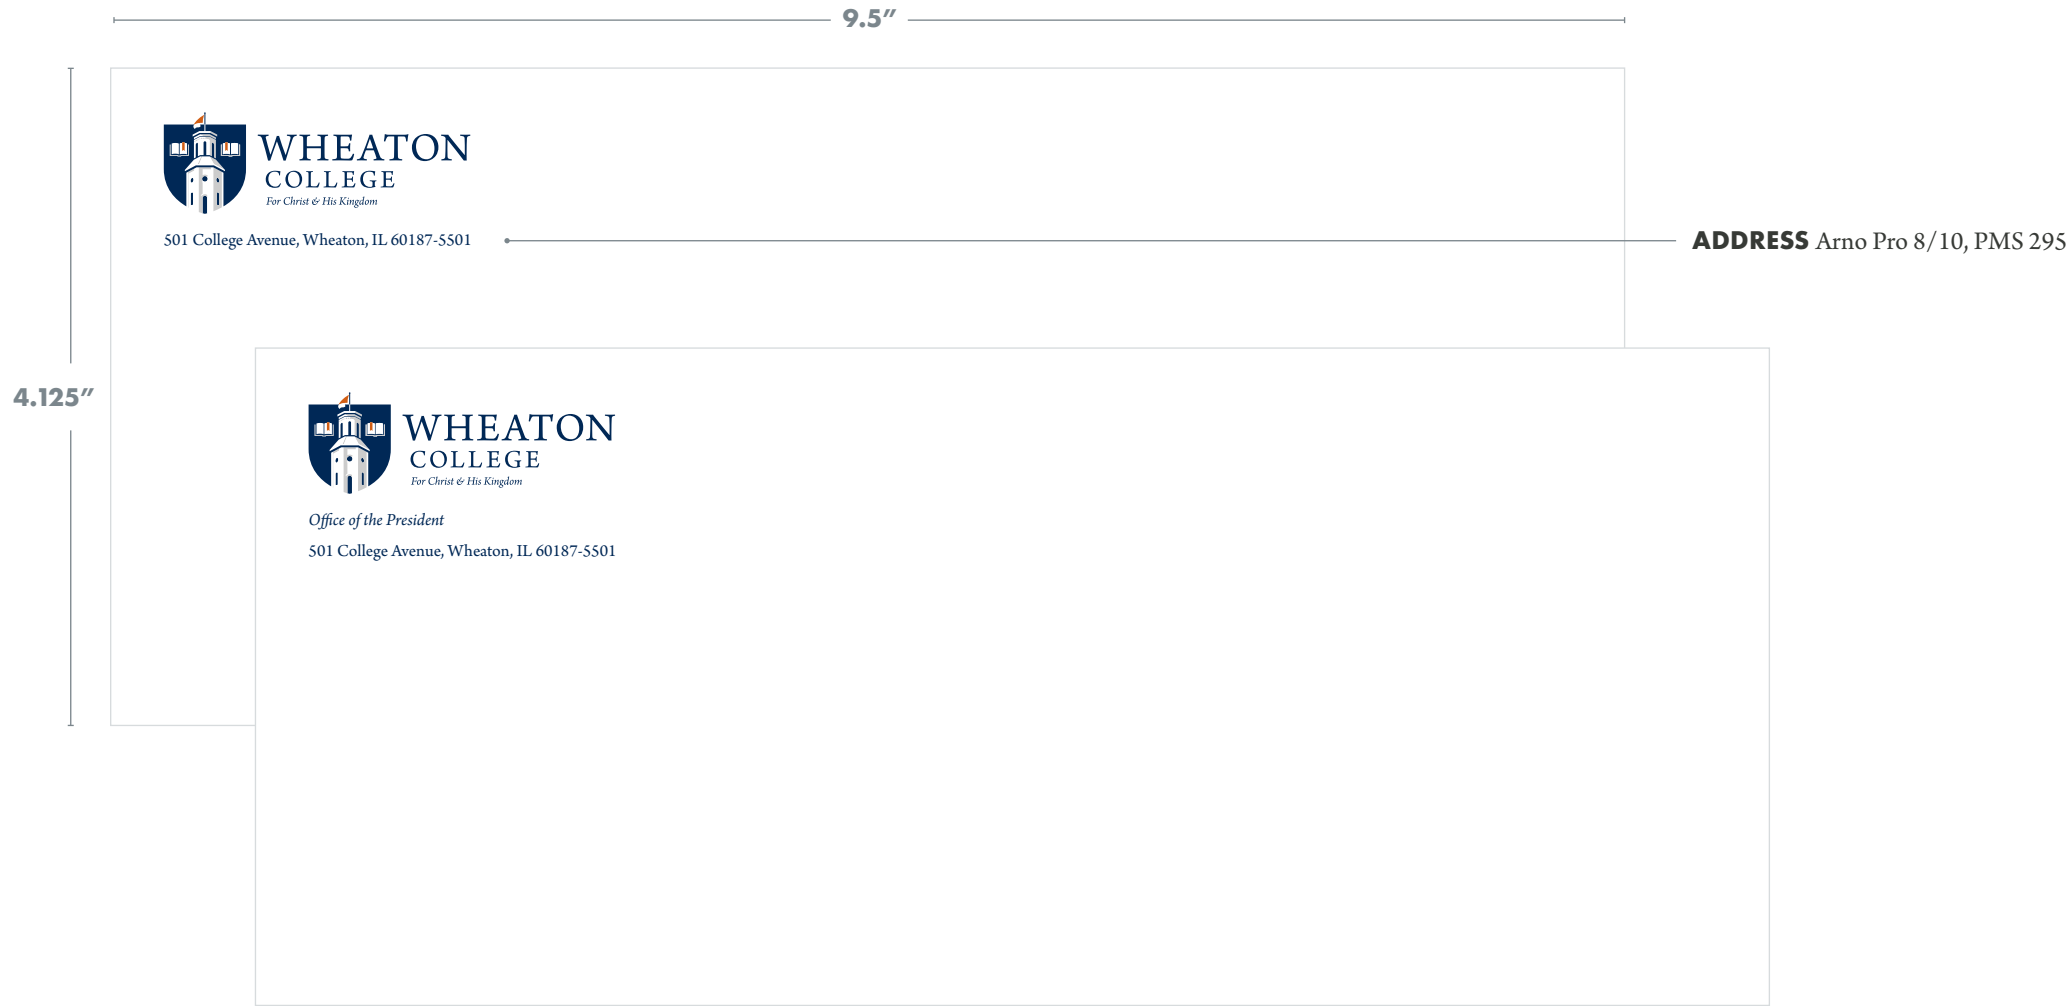 9.5″
WHEATON
COLLEGE
For Christ & His Kingdom
501 College Avenue, Wheaton, IL 60187-5501
ADDRESS Arno Pro 8/10, PMS 295
4.125″
WHEATON
COLLEGE
For Christ & His Kingdom
Office of the President
501 College Avenue, Wheaton, IL 60187-5501